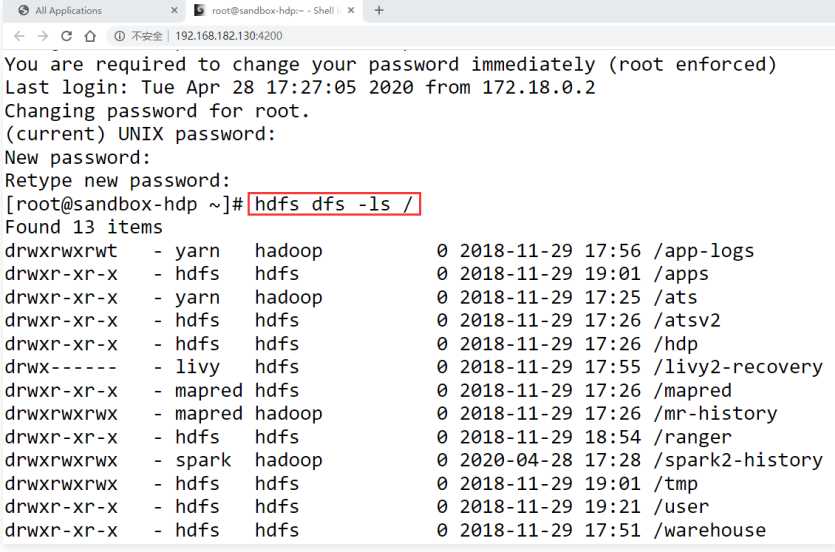 All Applications
root@sandbox-hdp:~ - Shell
不安全 | 192.168.182.130:4200
You are required to change your password immediately (root enforced)
Last login: Tue Apr 28 17:27:05 2020 from 172.18.0.2
Changing password for root.
(current) UNIX password:
New password:
Retype new password:
[root@sandbox-hdp ~]# hdfs dfs -ls /
Found 13 items
drwxrwxrwt   - yarn   hadoop          0 2018-11-29 17:56 /app-logs
drwxr-xr-x   - hdfs   hdfs            0 2018-11-29 19:01 /apps
drwxr-xr-x   - yarn   hadoop          0 2018-11-29 17:25 /ats
drwxr-xr-x   - hdfs   hdfs            0 2018-11-29 17:26 /atsv2
drwxr-xr-x   - hdfs   hdfs            0 2018-11-29 17:26 /hdp
drwx------   - livy   hdfs            0 2018-11-29 17:55 /livy2-recovery
drwxr-xr-x   - mapred hdfs            0 2018-11-29 17:26 /mapred
drwxrwxrwx   - mapred hadoop          0 2018-11-29 17:26 /mr-history
drwxr-xr-x   - hdfs   hdfs            0 2018-11-29 18:54 /ranger
drwxrwxrwx   - spark  hadoop          0 2020-04-28 17:28 /spark2-history
drwxrwxrwx   - hdfs   hdfs            0 2018-11-29 19:01 /tmp
drwxr-xr-x   - hdfs   hdfs            0 2018-11-29 19:21 /user
drwxr-xr-x   - hdfs   hdfs            0 2018-11-29 17:51 /warehouse